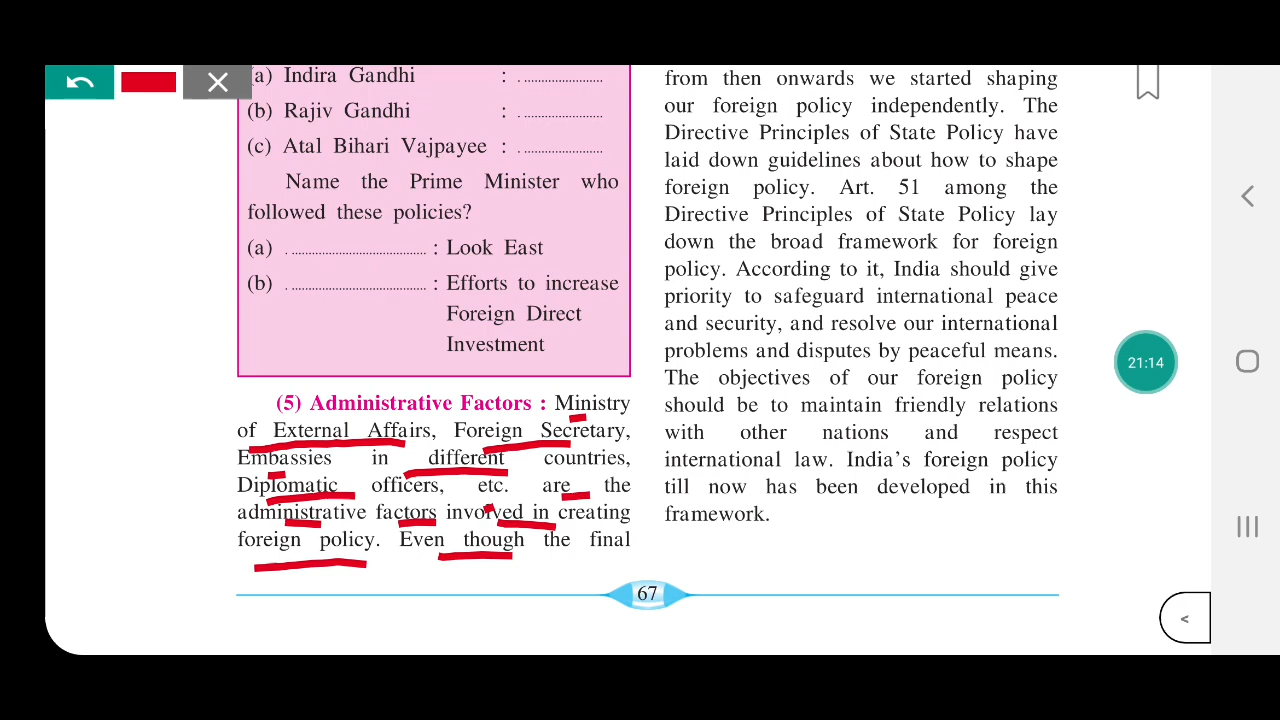 (a) Indira Gandhi : ........................
(b) Rajiv Gandhi : ........................
(c) Atal Bihari Vajpayee : ........................
Name the Prime Minister who
followed these policies?
(a) ........................................ : Look East
(b) ........................................ : Efforts to increase
Foreign Direct
Investment
(5) Administrative Factors : Ministry
of External Affairs, Foreign Secretary,
Embassies in different countries,
Diplomatic officers, etc. are the
administrative factors involved in creating
foreign policy. Even though the final
from then onwards we started shaping
our foreign policy independently. The
Directive Principles of State Policy have
laid down guidelines about how to shape
foreign policy. Art. 51 among the
Directive Principles of State Policy lay
down the broad framework for foreign
policy. According to it, India should give
priority to safeguard international peace
and security, and resolve our international
problems and disputes by peaceful means.
The objectives of our foreign policy
should be to maintain friendly relations
with other nations and respect
international law. India's foreign policy
till now has been developed in this
framework.
67
21:14